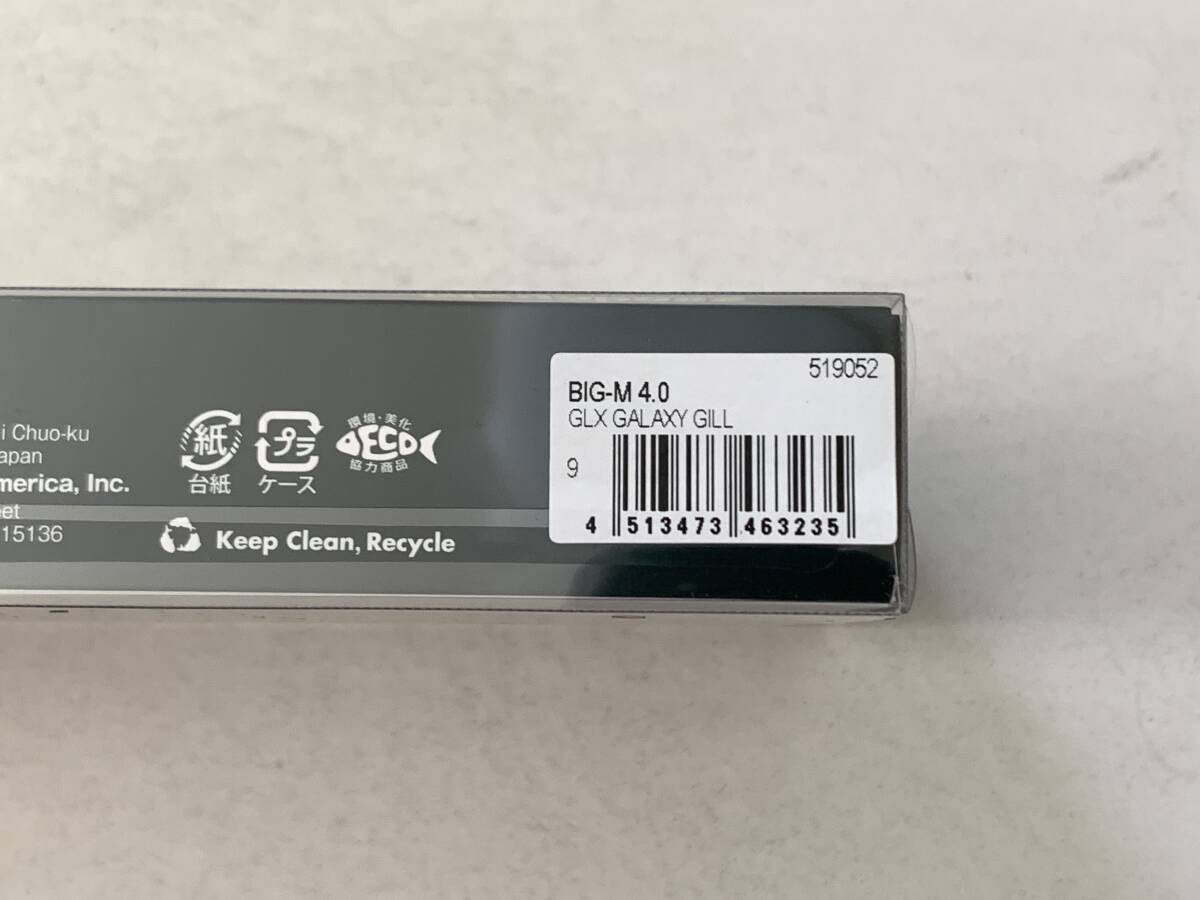 i Chuo-ku
apan
merica, Inc.
eet
15136
紙
台紙
プラ
ケース
環境・美化
ECO
協力商品
Keep Clean, Recycle
519052
BIG-M 4.0
GLX GALAXY GILL
9
4 513473 463235